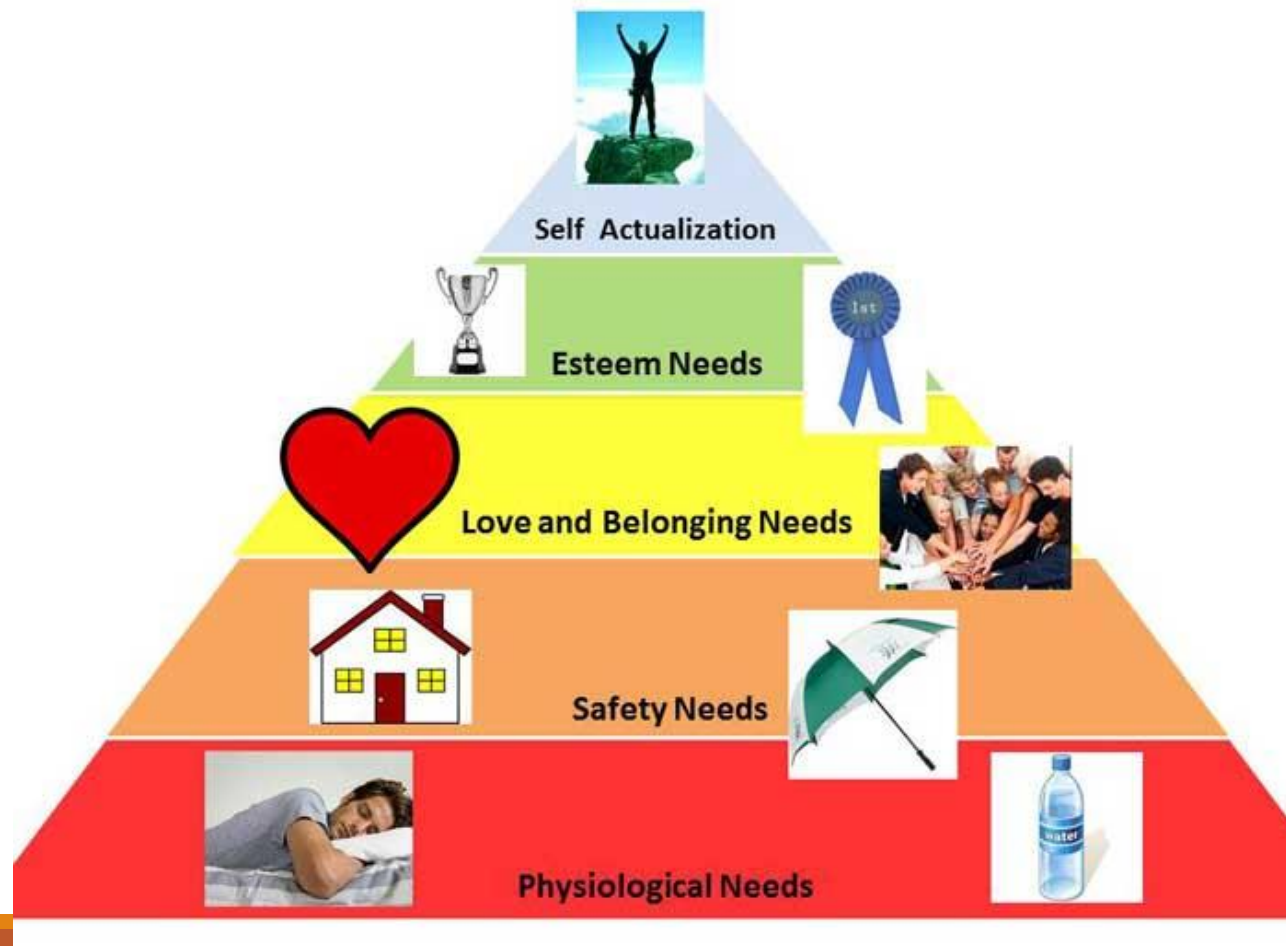 Self Actualization
1st
Esteem Needs
Love and Belonging Needs
Safety Needs
water
Physiological Needs